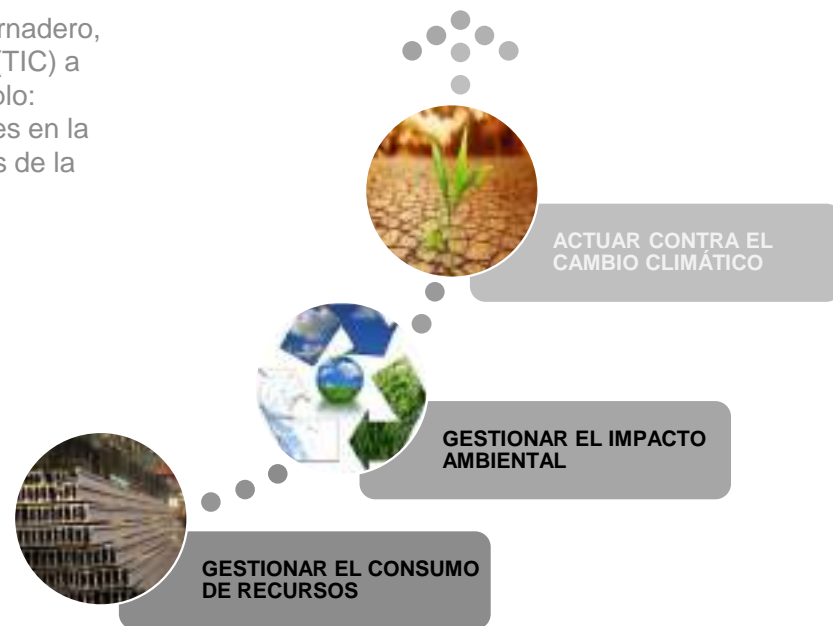 rnadero,
(TIC) a
olo:
es en la
s de la
ACTUAR CONTRA EL
CAMBIO CLIMÁTICO
GESTIONAR EL IMPACTO
AMBIENTAL
GESTIONAR EL CONSUMO
DE RECURSOS